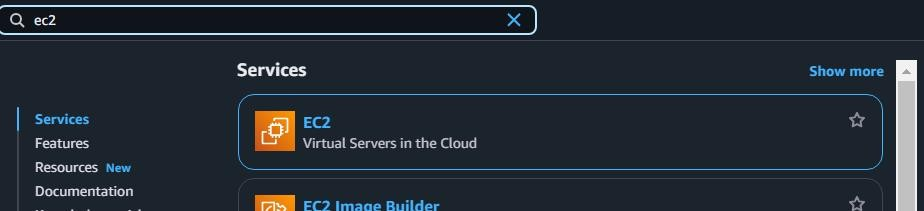 ec2
Services
Show more
Services
Features
Resources New
Documentation
EC2
Virtual Servers in the Cloud
EC2 Image Builder